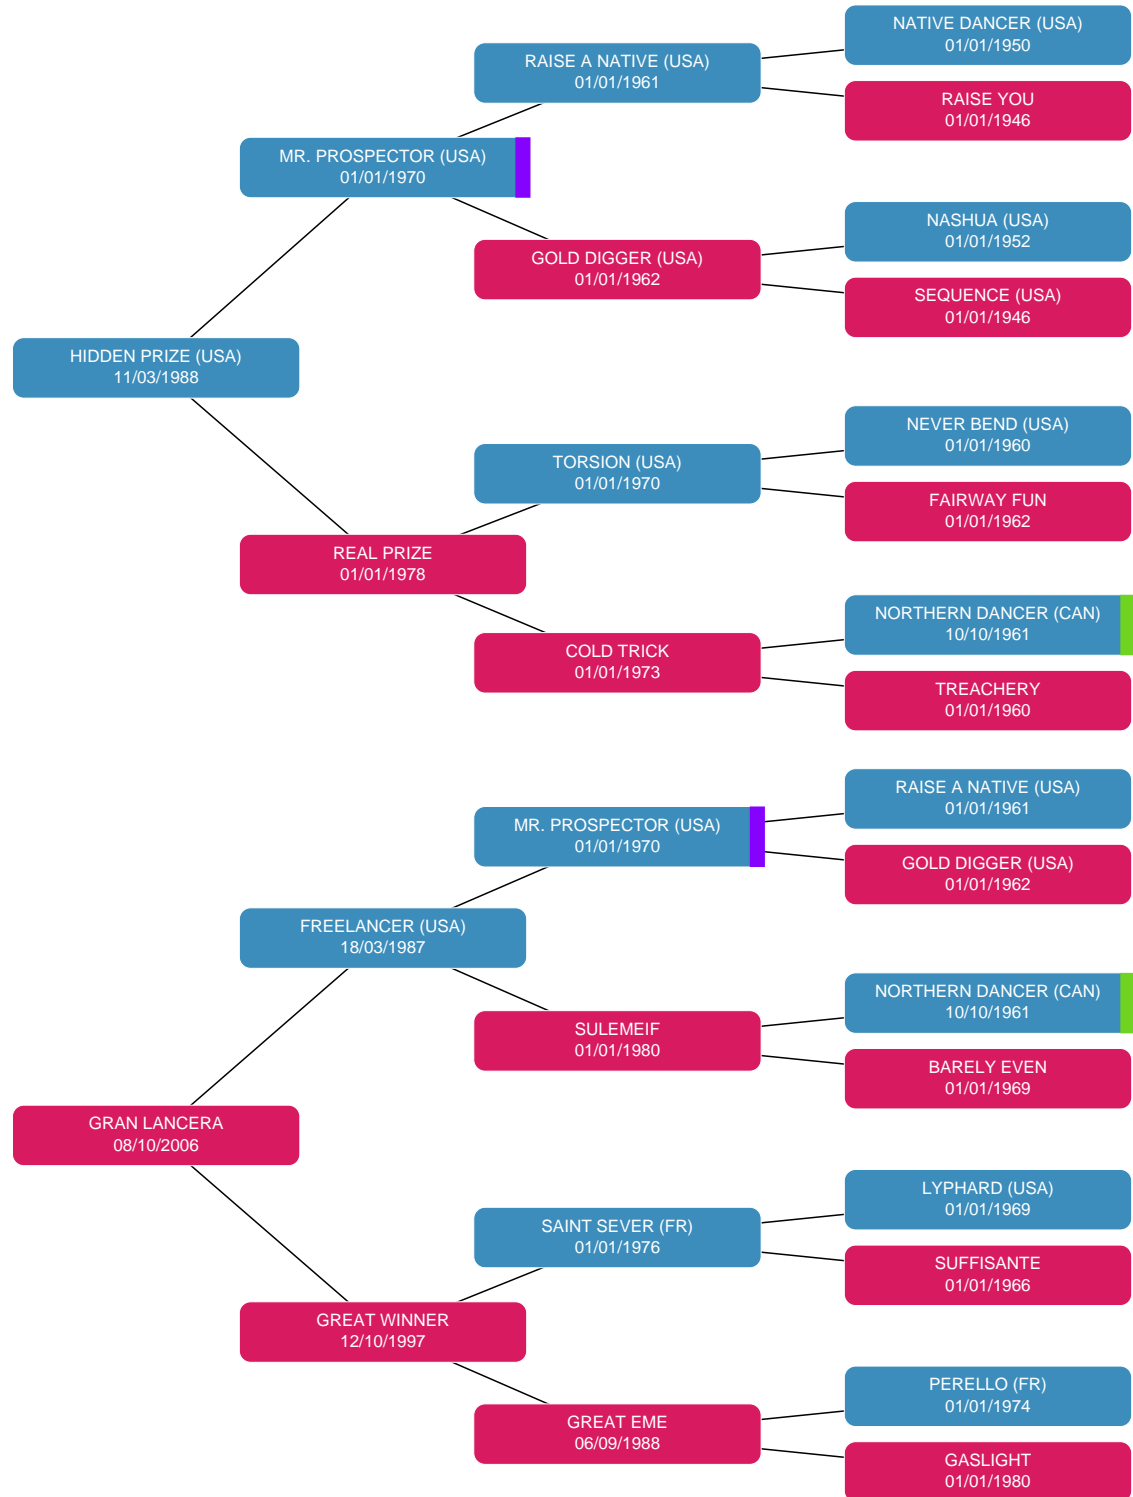 NATIVE DANCER (USA)
01/01/1950
RAISE A NATIVE (USA)
01/01/1961
RAISE YOU
01/01/1946
MR. PROSPECTOR (USA)
01/01/1970
NASHUA (USA)
01/01/1952
GOLD DIGGER (USA)
01/01/1962
SEQUENCE (USA)
01/01/1946
HIDDEN PRIZE (USA)
11/03/1988
NEVER BEND (USA)
01/01/1960
TORSION (USA)
01/01/1970
FAIRWAY FUN
01/01/1962
REAL PRIZE
01/01/1978
NORTHERN DANCER (CAN)
10/10/1961
COLD TRICK
01/01/1973
TREACHERY
01/01/1960
RAISE A NATIVE (USA)
01/01/1961
MR. PROSPECTOR (USA)
01/01/1970
GOLD DIGGER (USA)
01/01/1962
FREELANCER (USA)
18/03/1987
NORTHERN DANCER (CAN)
10/10/1961
SULEMEIF
01/01/1980
BARELY EVEN
01/01/1969
GRAN LANCERA
08/10/2006
LYPHARD (USA)
01/01/1969
SAINT SEVER (FR)
01/01/1976
SUFFISANTE
01/01/1966
GREAT WINNER
12/10/1997
PERELLO (FR)
01/01/1974
GREAT EME
06/09/1988
GASLIGHT
01/01/1980